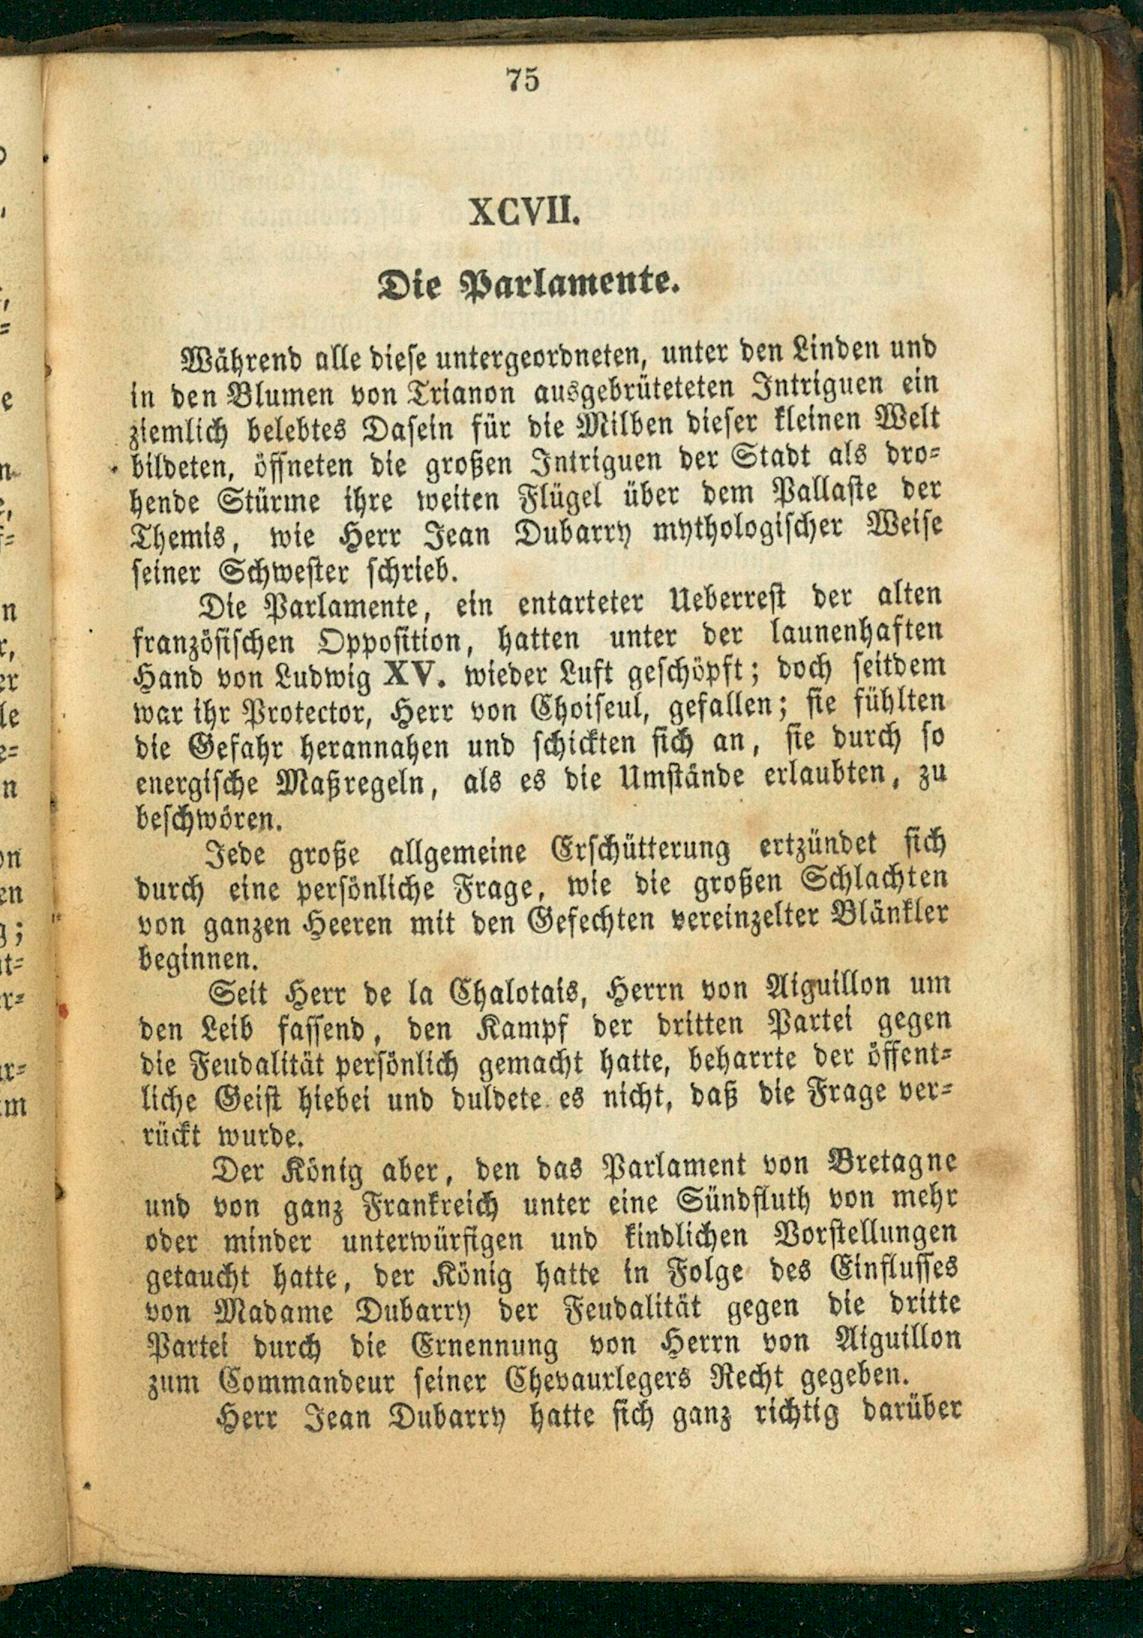 75
XCVII.
Die Parlamente.
Während alle diese untergeordneten, unter den Linden und
in den Blumen von Trianon ausgebrüteteten Intriguen ein
ziemlich belebtes Dasein für die Milben dieser kleinen Welt
bildeten, öffneten die großen Intriguen der Stadt als dro-
hende Stürme ihre weiten Flügel über dem Pallaste der
Themis, wie Herr Jean Dubarry mythologischer Weise
seiner Schwester schrieb.
Die Parlamente, ein entarteter Ueberrest der alten
französischen Opposition, hatten unter der launenhaften
Hand von Ludwig XV. wieder Luft geschöpft; doch seitdem
war ihr Protector, Herr von Choiseul, gefallen; sie fühlten
die Gefahr herannahen und schickten sich an, sie durch so
energische Maßregeln, als es die Umstände erlaubten, zu
beschwören.
Jede große allgemeine Erschütterung ertzündet sich
durch eine persönliche Frage, wie die großen Schlachten
von ganzen Heeren mit den Gefechten vereinzelter Blänkler
beginnen.
Seit Herr de la Chalotais, Herrn von Aiguillon um
den Leib fassend, den Kampf der dritten Partei gegen
die Feudalität persönlich gemacht hatte, beharrte der öffent-
liche Geist hiebei und duldete es nicht, daß die Frage ver-
rückt wurde.
Der König aber, den das Parlament von Bretagne
und von ganz Frankreich unter eine Sündfluth von mehr
oder minder unterwürfigen und kindlichen Vorstellungen
getaucht hatte, der König hatte in Folge des Einflusses
von Madame Dubarry der Feudalität gegen die dritte
Partei durch die Ernennung von Herrn von Aiguillon
zum Commandeur seiner Chevaurlegers Recht gegeben.
Herr Jean Dubarry hatte sich ganz richtig darüber